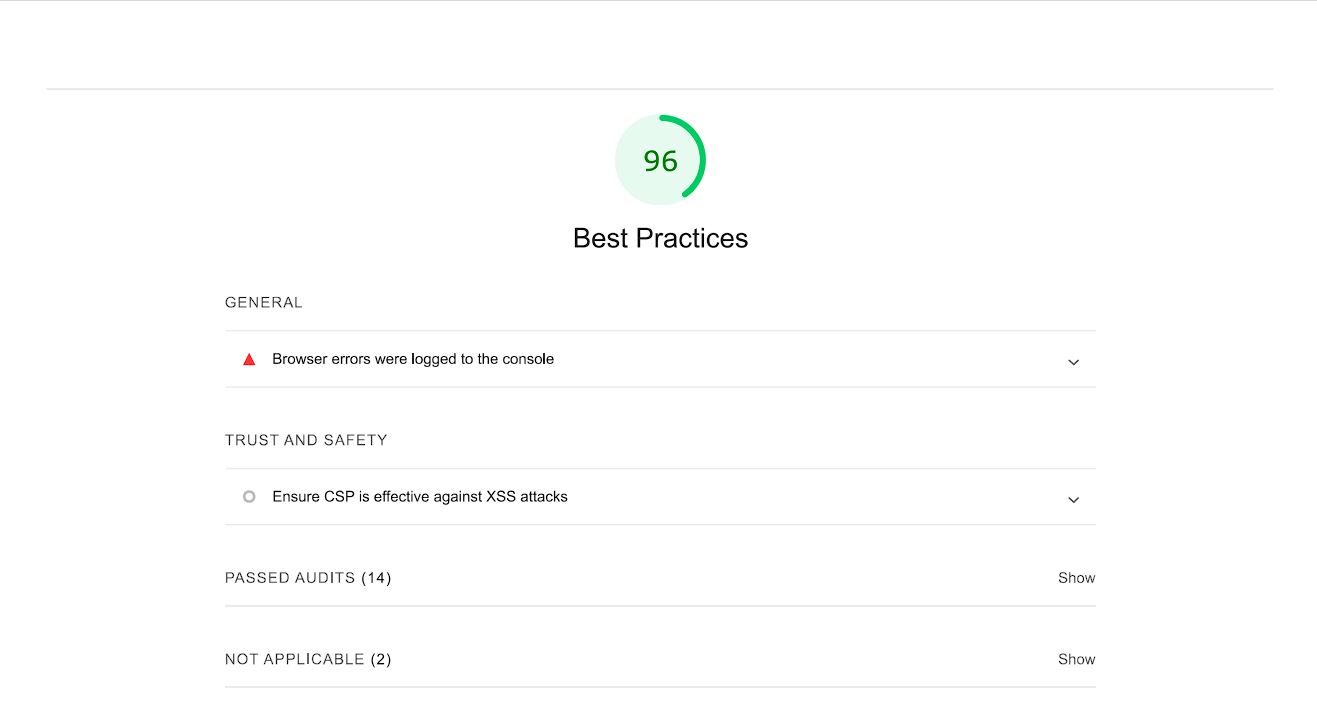 96
Best Practices
GENERAL
Browser errors were logged to the console
TRUST AND SAFETY
Ensure CSP is effective against XSS attacks
PASSED AUDITS (14) Show
NOT APPLICABLE (2) Show